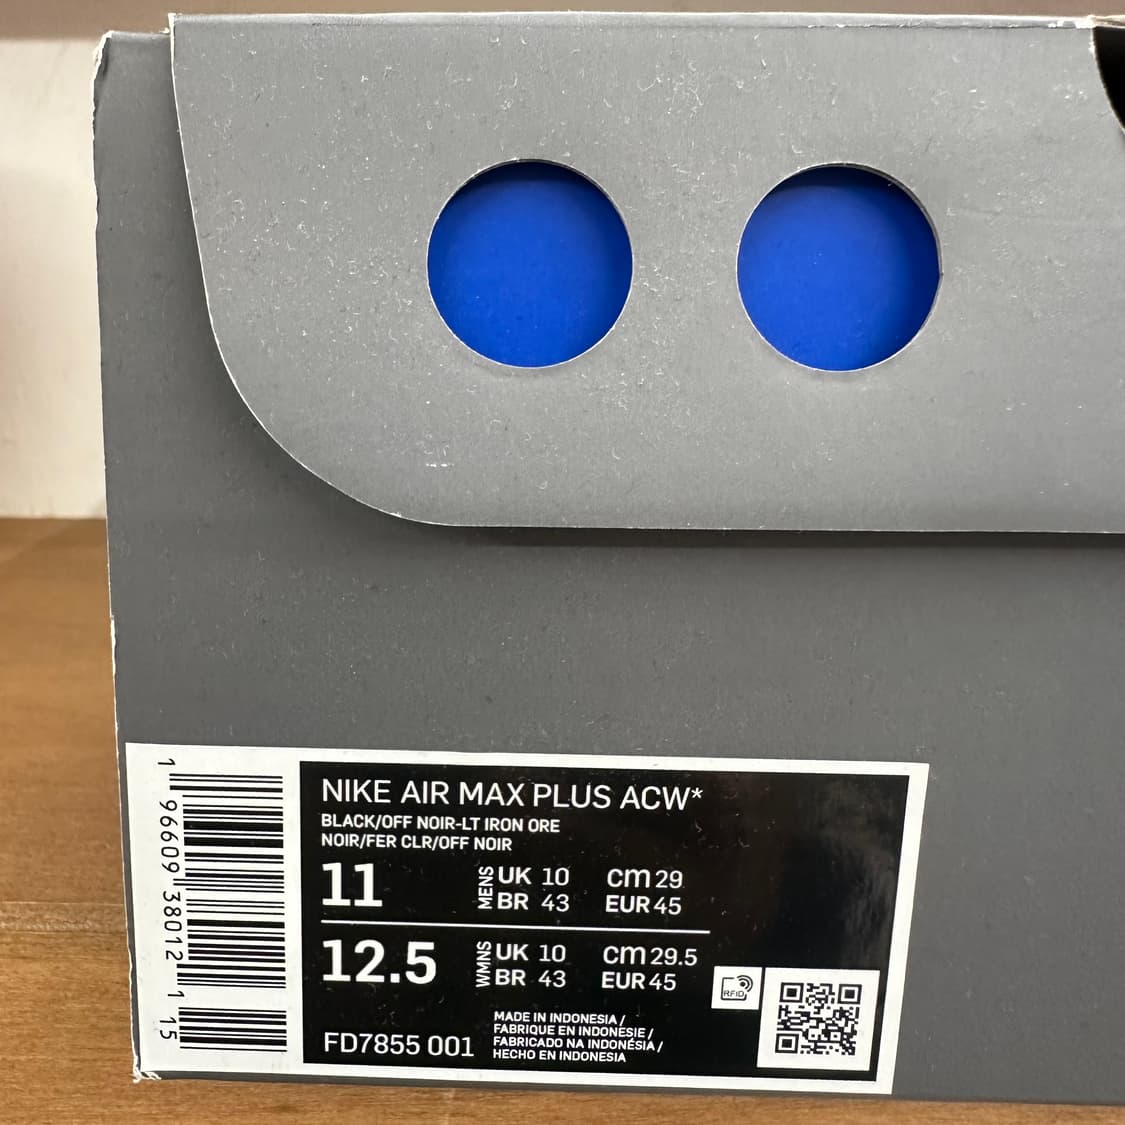 NIKE AIR MAX PLUS ACW*
BLACK/OFF NOIR-LT IRON ORE
NOIR/FER CLR/OFF NOIR
11 MENS UK 10 cm 29
BR 43 EUR 45
12.5 WMNS UK 10 cm 29.5
BR 43 EUR 45
RFID
FD7855 001
MADE IN INDONESIA /
FABRIQUE EN INDONÉSIE /
FABRICADO NA INDONÉSIA /
HECHO EN INDONESIA
1 96609 38012 1 15